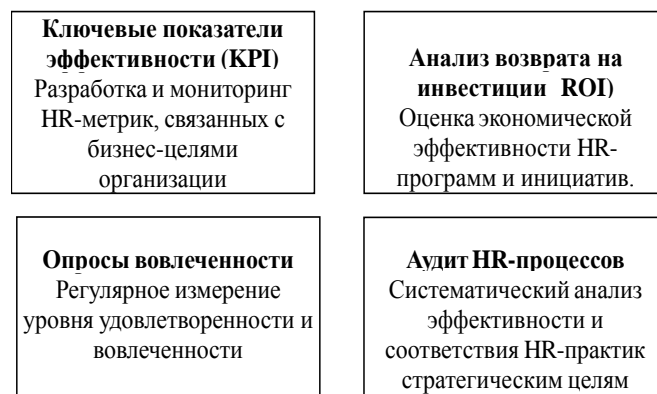 Ключевые показатели
эффективности (KPI)
Разработка и мониторинг
HR-метрик, связанных с
бизнес-целями
организации
Анализ возврата на
инвестиции ROI)
Оценка экономической
эффективности HR-
программ и инициатив.
Опросы вовлеченности
Регулярное измерение
уровня удовлетворенности и
вовлеченности
Аудит HR-процессов
Систематический анализ
эффективности и
соответствия HR-практик
стратегическим целям